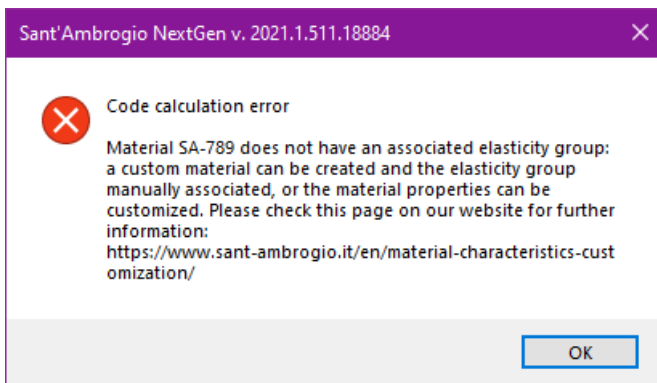 Sant'Ambrogio NextGen v. 2021.1.511.18884
Code calculation error
Material SA-789 does not have an associated elasticity group:
a custom material can be created and the elasticity group
manually associated, or the material properties can be
customized. Please check this page on our website for further
information:
https://www.sant-ambrogio.it/en/material-characteristics-cust
omization/
OK